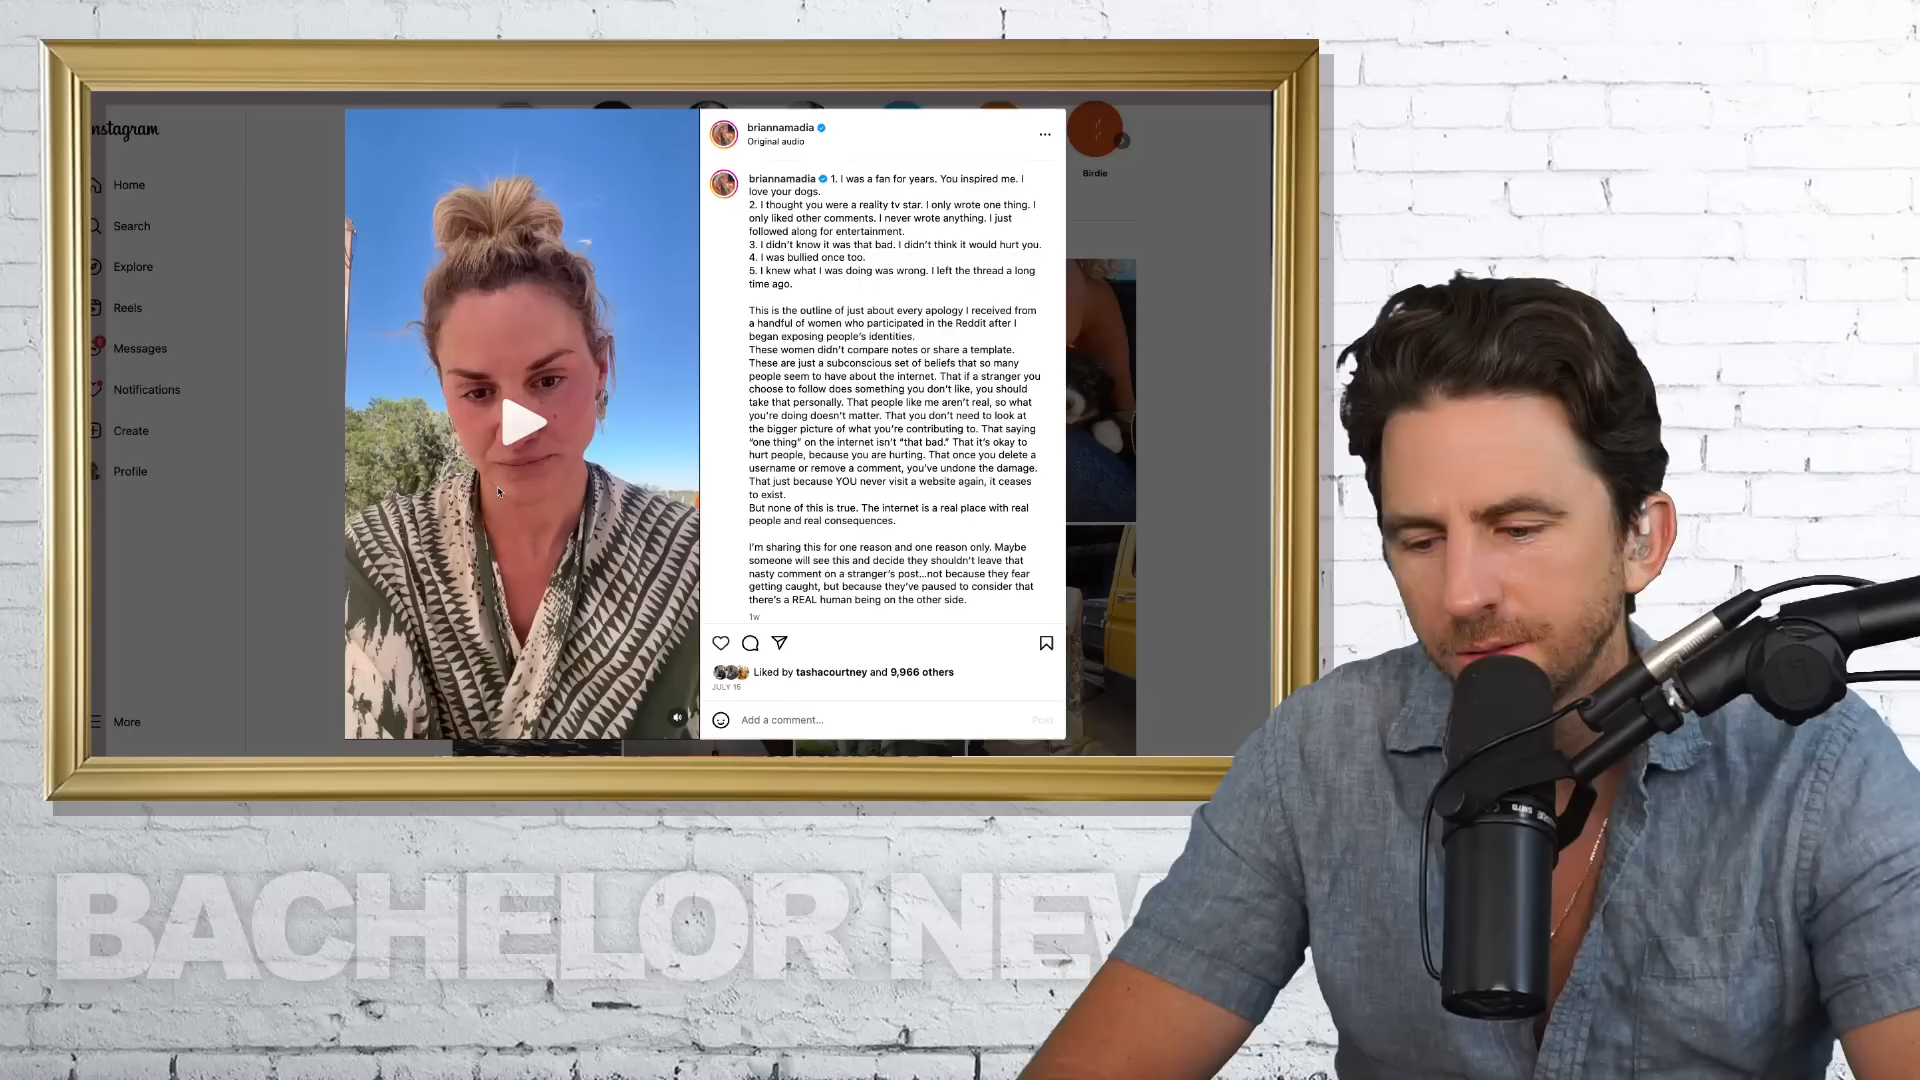 nstagram
Home
Search
Explore
Reels
Messages
Notifications
Create
Profile
More
briannamadia
Original audio
briannamadia 1. I was a fan for years. You inspired me. I
love your dogs.
2. I thought you were a reality tv star. I only wrote one thing. I
only liked other comments. I never wrote anything. I just
followed along for entertainment.
3. I didn't know it was that bad. I didn't think it would hurt you.
4. I was bullied once too.
5. I knew what I was doing was wrong. I left the thread a long
time ago.
This is the outline of just about every apology I received from
a handful of women who participated in the Reddit after I
began exposing people's identities.
These women didn't compare notes or share a template.
These are just a subconscious set of beliefs that so many
people seem to have about the internet. That if a stranger you
choose to follow does something you don't like, you should
take that personally. That people like me aren't real, so what
you're doing doesn't matter. That you don't need to look at
the bigger picture of what you're contributing to. That saying
"one thing" on the internet isn't "that bad." That it's okay to
hurt people, because you are hurting. That once you delete a
username or remove a comment, you've undone the damage.
That just because YOU never visit a website again, it ceases
to exist.
But none of this is true. The internet is a real place with real
people and real consequences.
I'm sharing this for one reason and one reason only. Maybe
someone will see this and decide they shouldn't leave that
nasty comment on a stranger's post...not because they fear
getting caught, but because they've paused to consider that
there's a REAL human being on the other side.
1w
Liked by tashacourtney and 9,966 others
JULY 15
Add a comment...
Post
Birdie
BACHELOR NEW